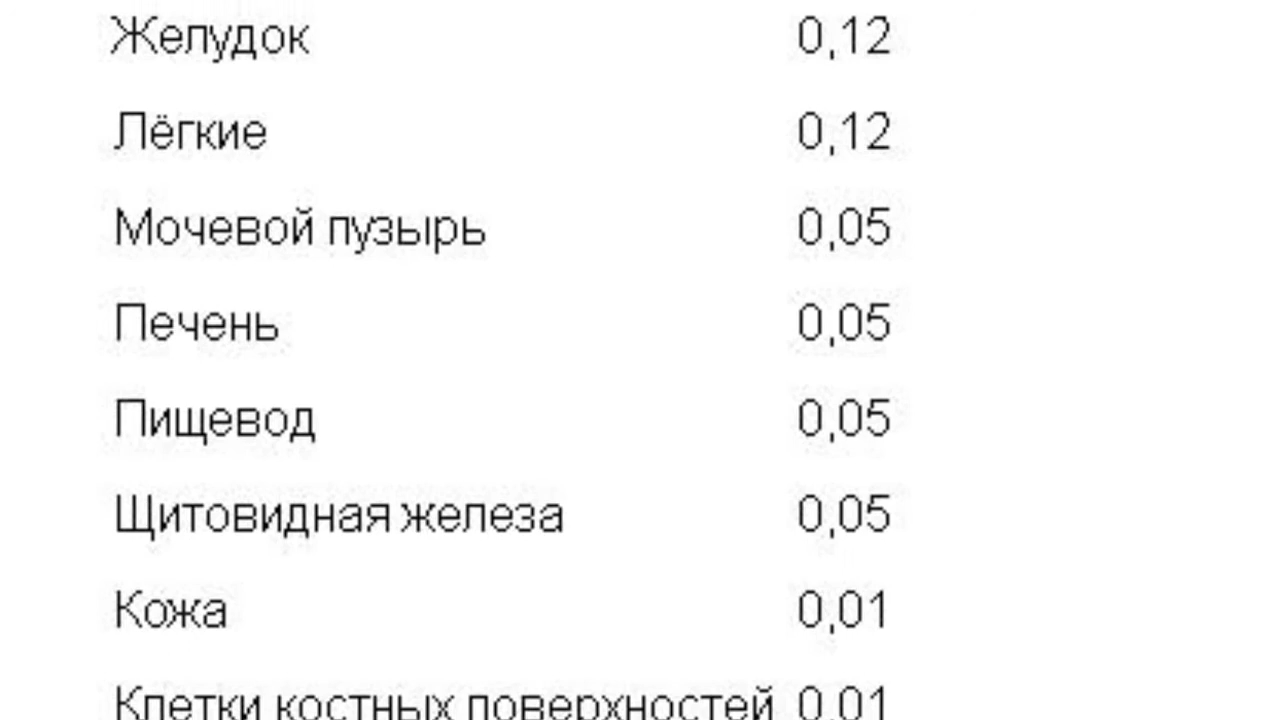 Желудок 0,12
Лёгкие 0,12
Мочевой пузырь 0,05
Печень 0,05
Пищевод 0,05
Щитовидная железа 0,05
Кожа 0,01
Клетки костных поверхностей 0,01